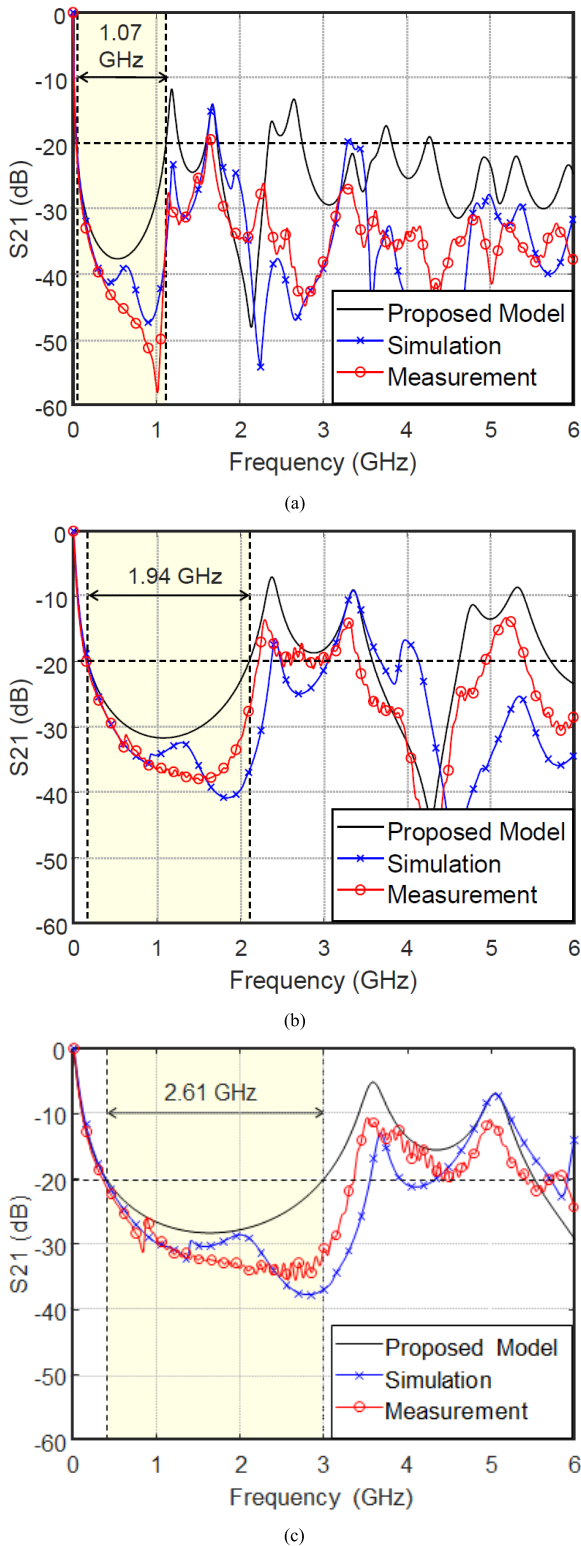 0
-10
-20
-30
-40
-50
-60
S21 (dB)
1.07
GHz
Proposed Model
Simulation
Measurement
0 1 2 3 4 5 6
Frequency (GHz)
(a)
0
-10
-20
-30
-40
-50
-60
S21 (dB)
1.94 GHz
Proposed Model
Simulation
Measurement
0 1 2 3 4 5 6
Frequency (GHz)
(b)
0
-10
-20
-30
-40
-50
-60
S21 (dB)
2.61 GHz
Proposed Model
Simulation
Measurement
0 1 2 3 4 5 6
Frequency (GHz)
(c)